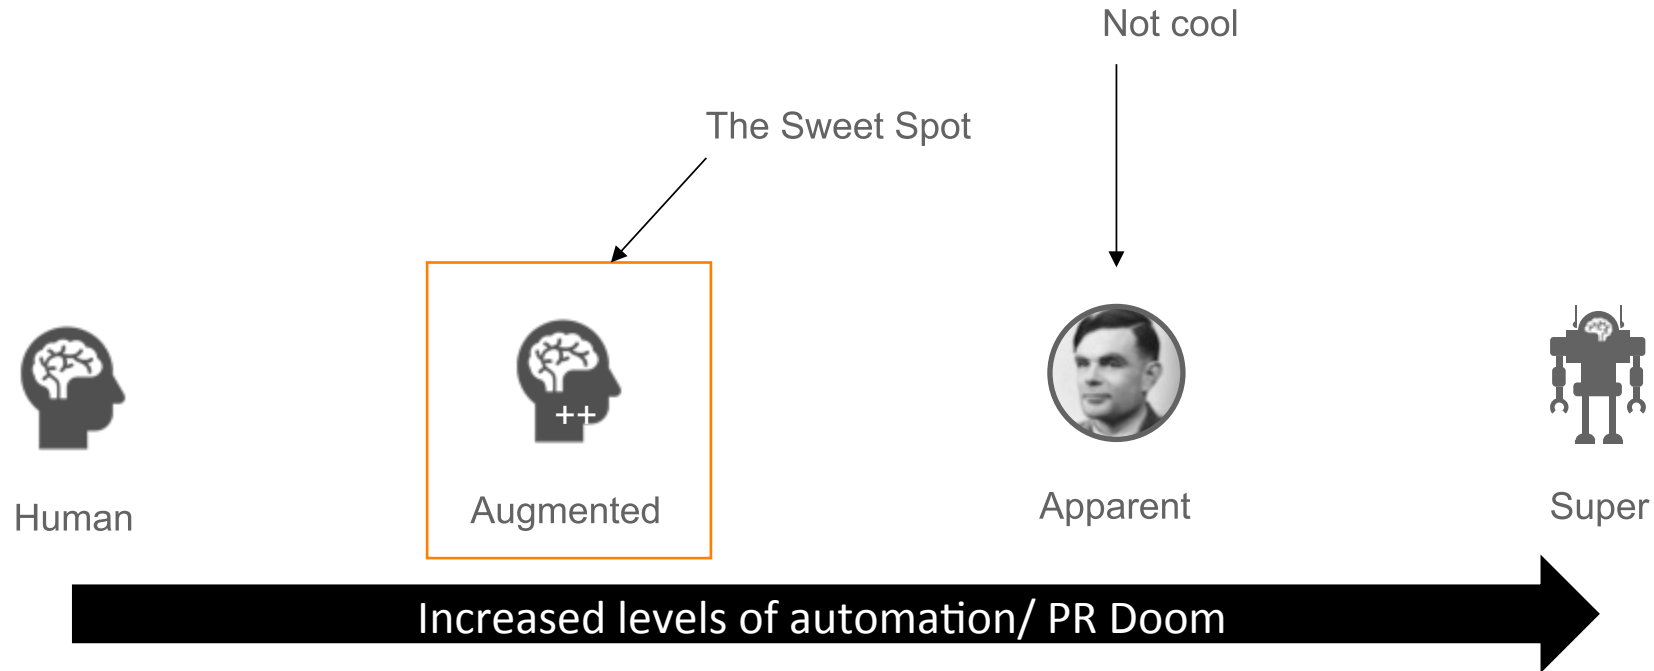 Not cool
The Sweet Spot
++
Human
Augmented
Apparent
Super
Increased levels of automation/ PR Doom